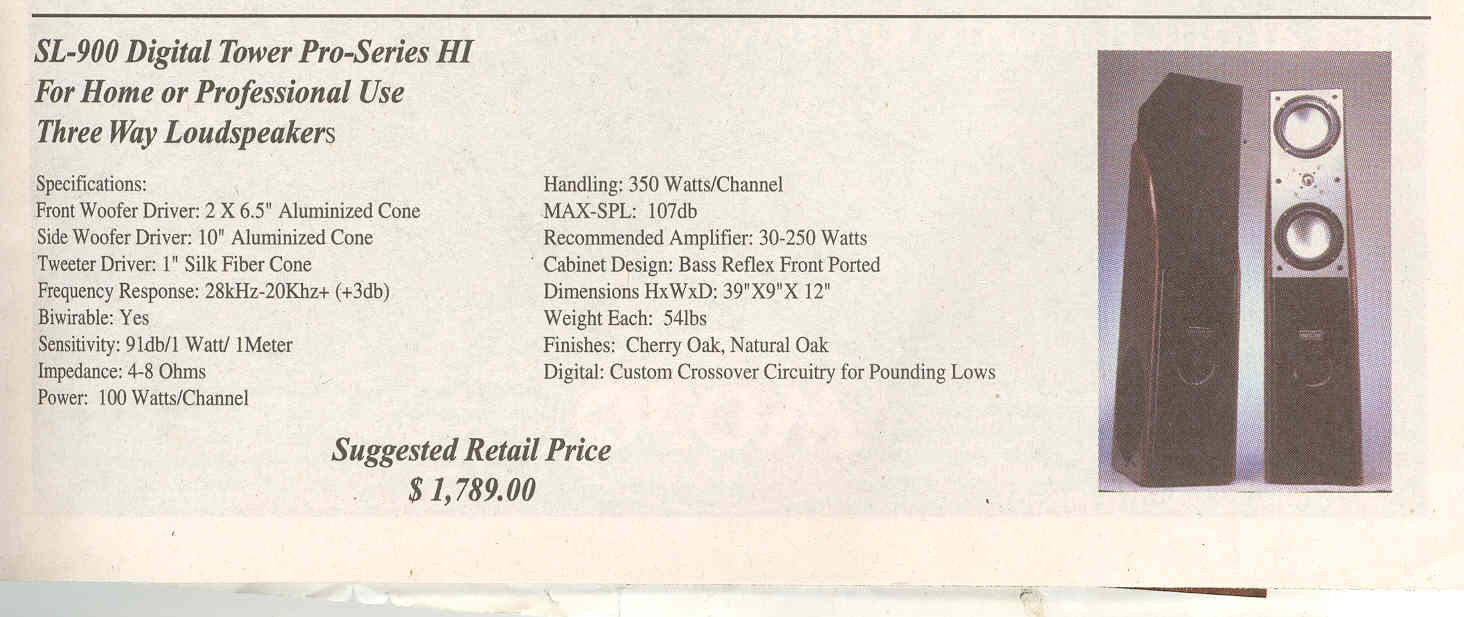 SL-900 Digital Tower Pro-Series HI
For Home or Professional Use
Three Way Loudspeakers
Specifications:
Front Woofer Driver: 2 X 6.5" Aluminized Cone
Side Woofer Driver: 10" Aluminized Cone
Tweeter Driver: 1" Silk Fiber Cone
Frequency Response: 28kHz-20Khz+ (+3db)
Biwirable: Yes
Sensitivity: 91db/1 Watt/ 1Meter
Impedance: 4-8 Ohms
Power: 100 Watts/Channel
Handling: 350 Watts/Channel
MAX-SPL: 107db
Recommended Amplifier: 30-250 Watts
Cabinet Design: Bass Reflex Front Ported
Dimensions HxWxD: 39"X9"X 12"
Weight Each: 54lbs
Finishes: Cherry Oak, Natural Oak
Digital: Custom Crossover Circuitry for Pounding Lows
Suggested Retail Price
$ 1,789.00